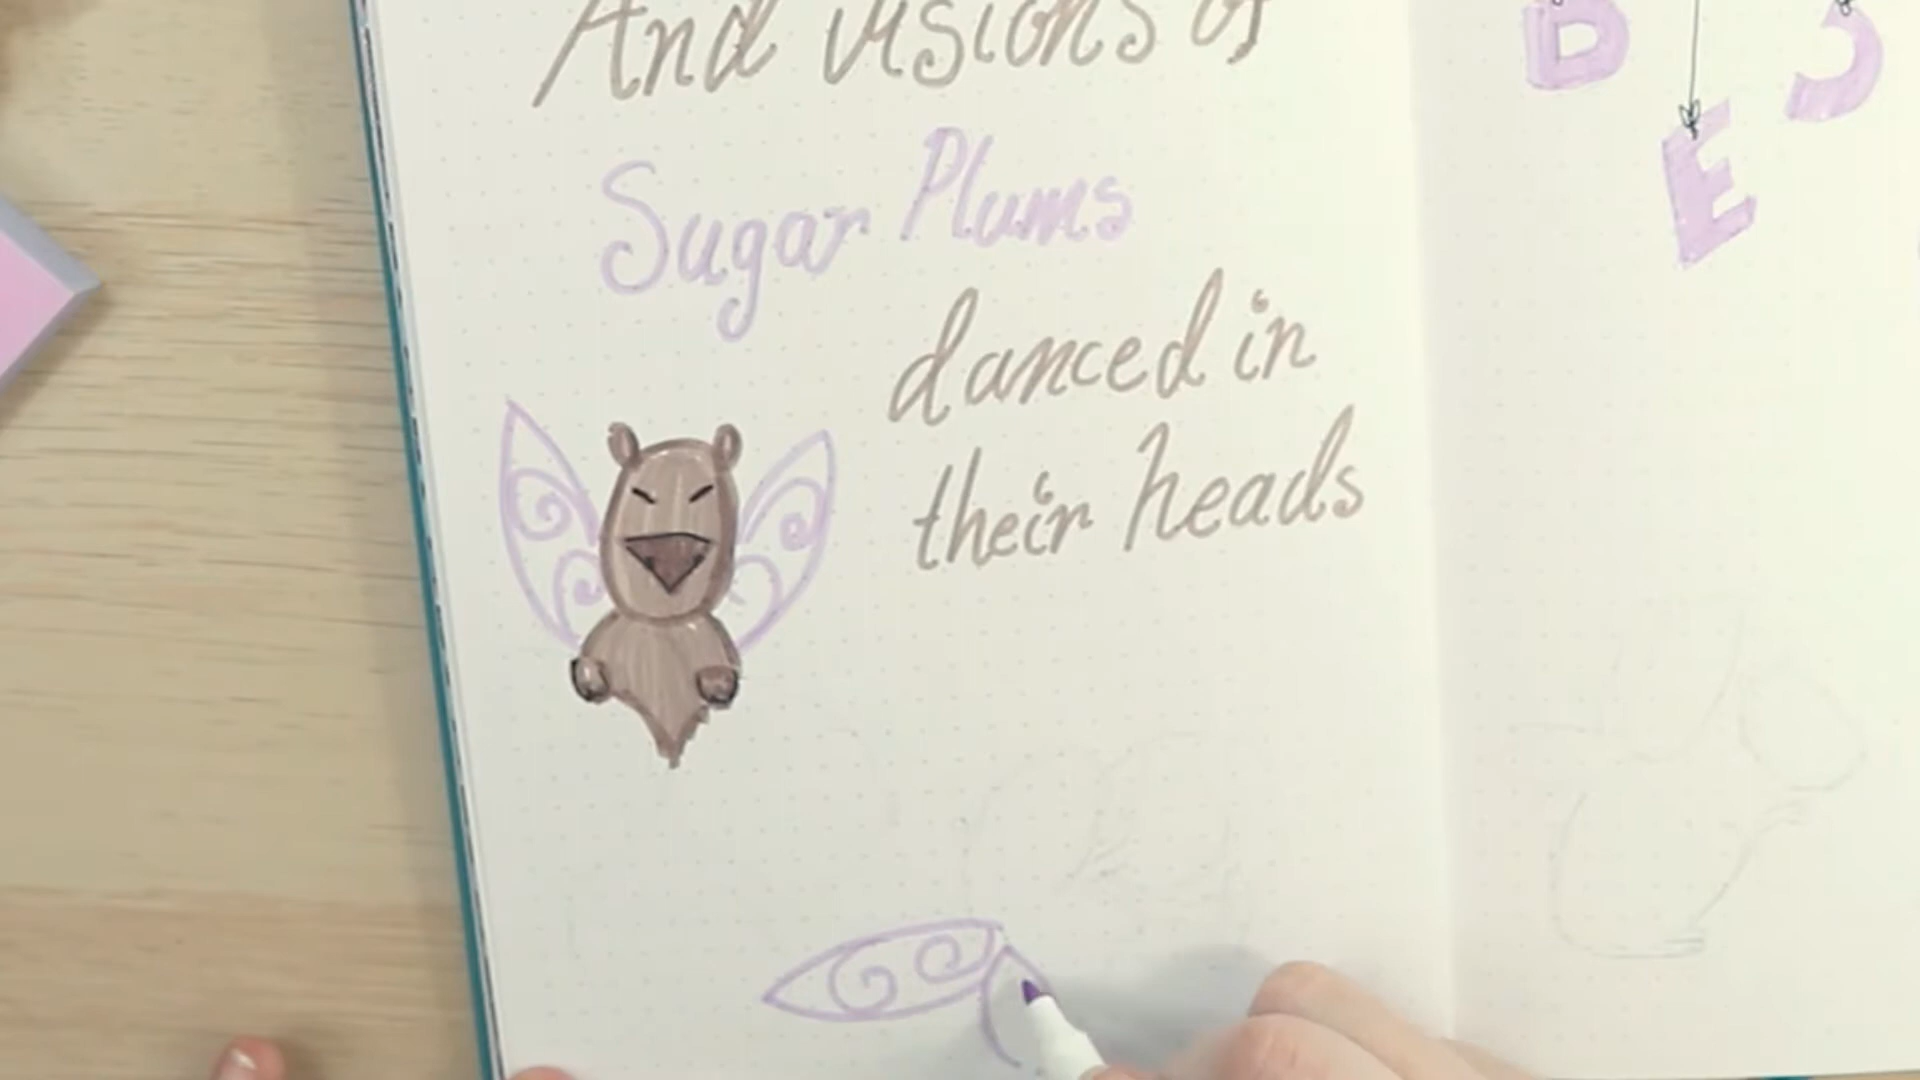 And visions of
Sugar Plums
danced in
their heads
B
E
S